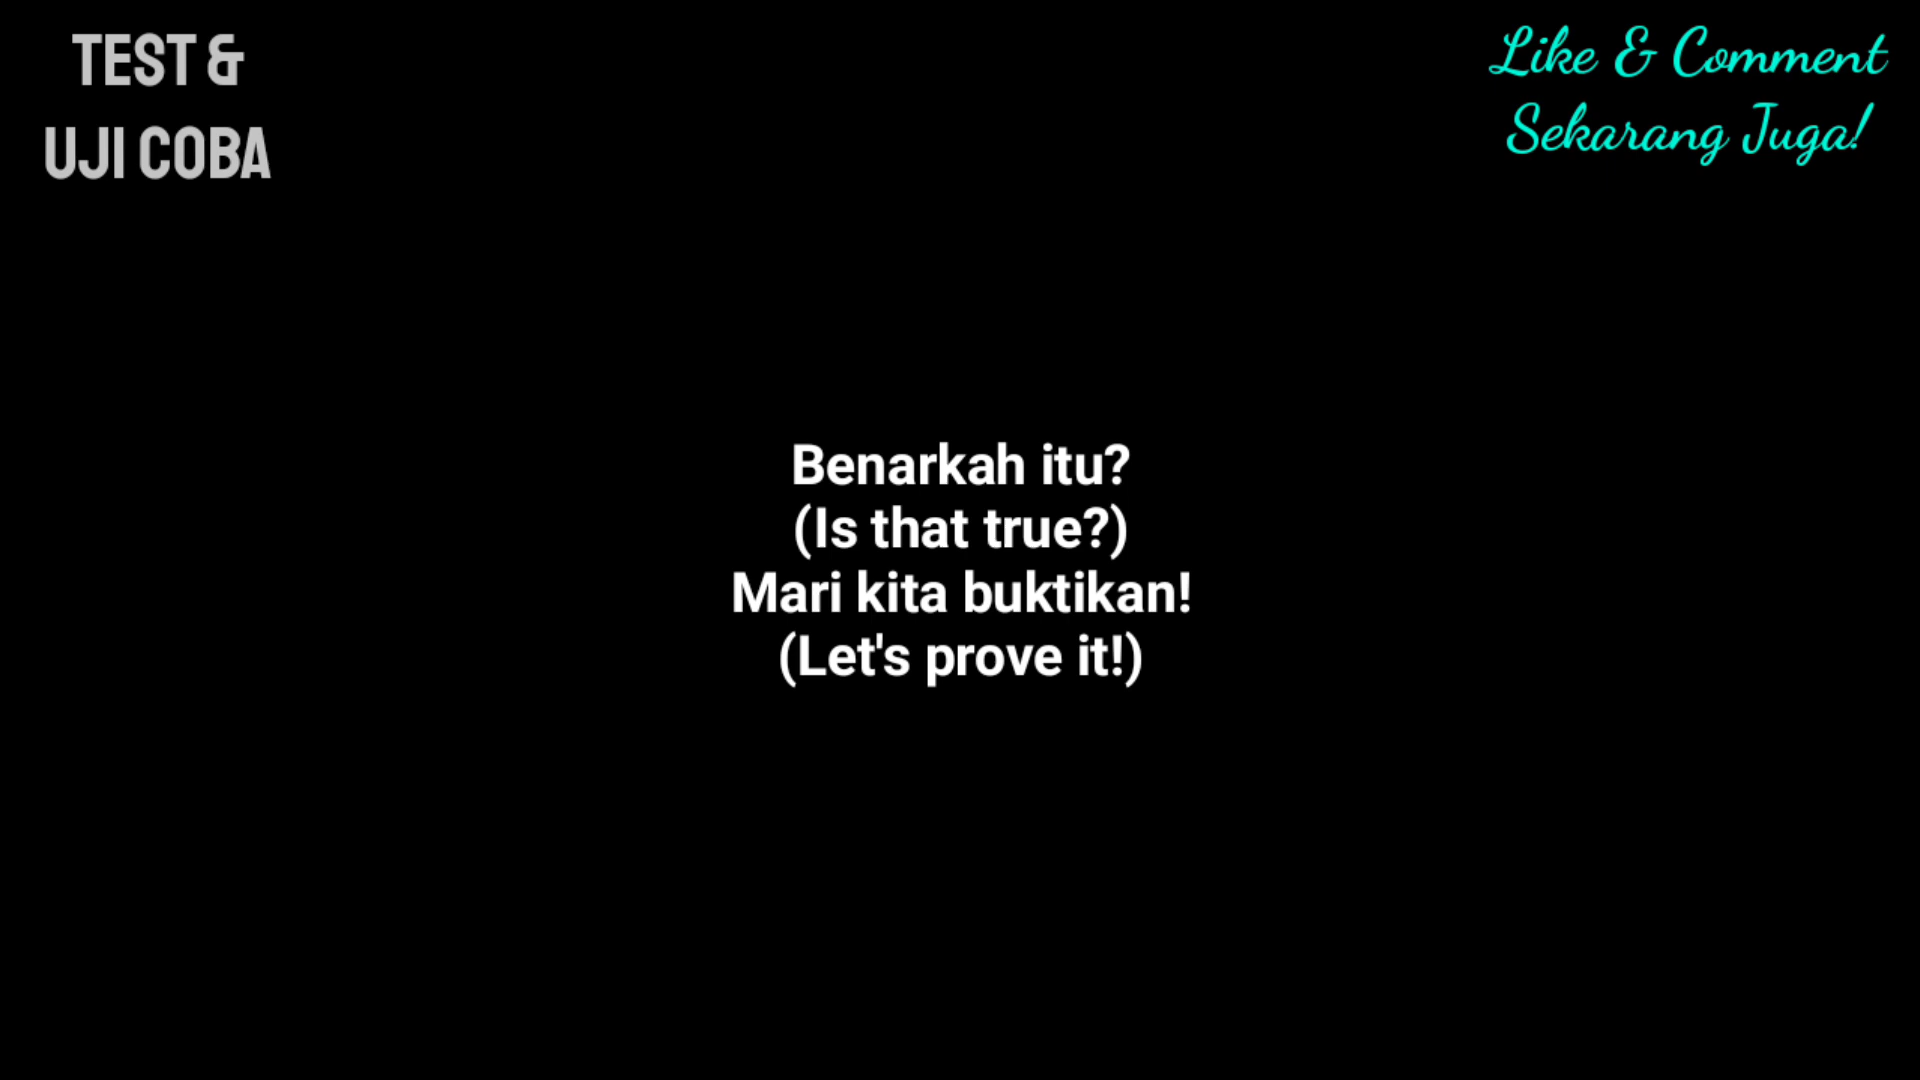 TEST &
UJI COBA
Like & Comment
Sekarang Juga!
Benarkah itu?
(Is that true?)
Mari kita buktikan!
(Let's prove it!)